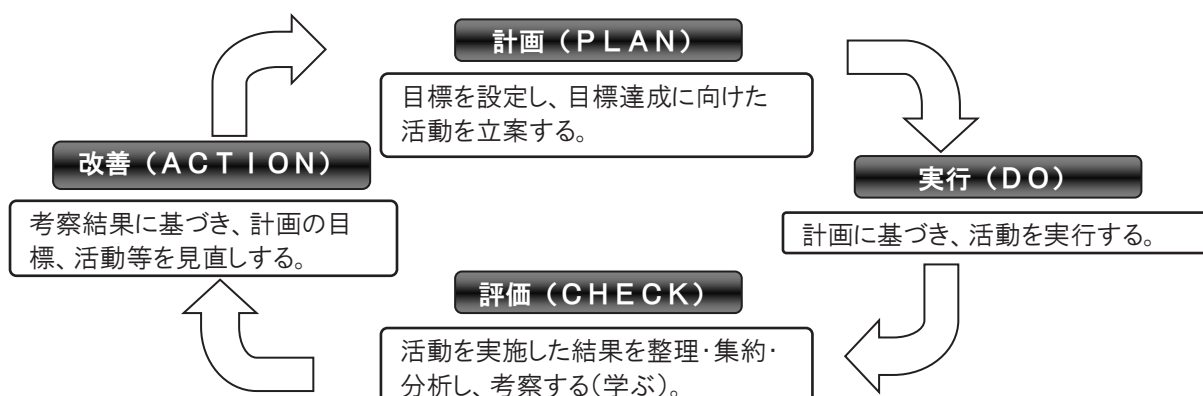 計画（ＰＬＡＮ）
目標を設定し、目標達成に向けた
活動を立案する。
実行（ＤＯ）
計画に基づき、活動を実行する。
評価（ＣＨＥＣＫ）
活動を実施した結果を整理・集約・
分析し、考察する（学ぶ）。
改善（ＡＣＴＩＯＮ）
考察結果に基づき、計画の目
標、活動等を見直しする。